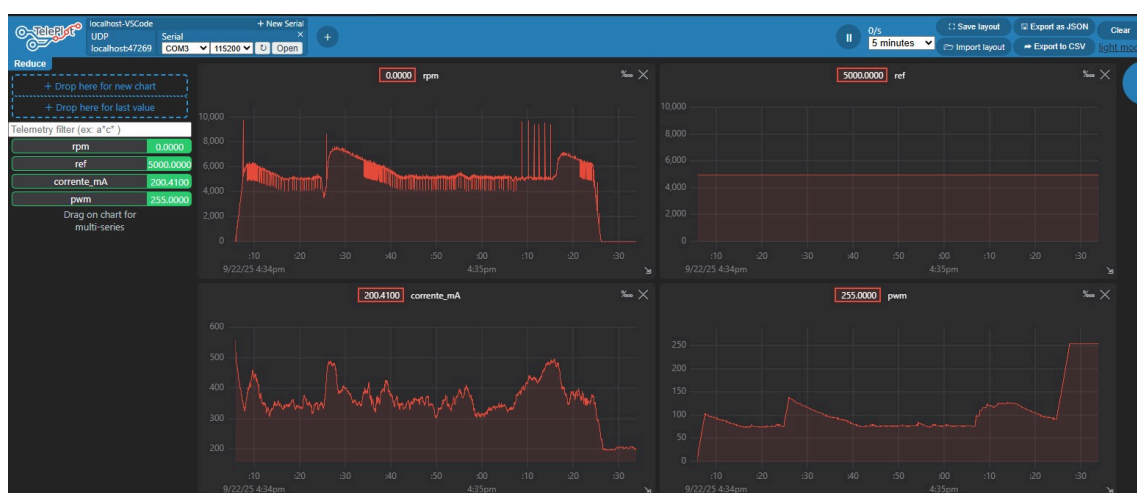 TelePlot
localhost-VSCode
UDP
localhost:47269
+ New Serial
Serial ×
COM3 115200 ↻ Open
+
0/s
5 minutes
Save layout
Export as JSON
Clear
Import layout
Export to CSV
light mod
Reduce
+ Drop here for new chart
+ Drop here for last value
Telemetry filter (ex: a*c* )
rpm 0.0000
ref 5000.0000
corrente_mA 200.4100
pwm 255.0000
Drag on chart for
multi-series
0.0000 rpm
10,000
8,000
6,000
4,000
2,000
0
:10 :20 :30 :40 :50 :00 :10 :20 :30
9/22/25 4:34pm 4:35pm
5000.0000 ref
10,000
8,000
6,000
4,000
2,000
0
:10 :20 :30 :40 :50 :00 :10 :20 :30
9/22/25 4:34pm 4:35pm
200.4100 corrente_mA
600
500
400
300
200
:10 :20 :30 :40 :50 :00 :10 :20 :30
9/22/25 4:34pm 4:35pm
255.0000 pwm
250
200
150
100
50
0
:10 :20 :30 :40 :50 :00 :10 :20 :30
9/22/25 4:34pm 4:35pm